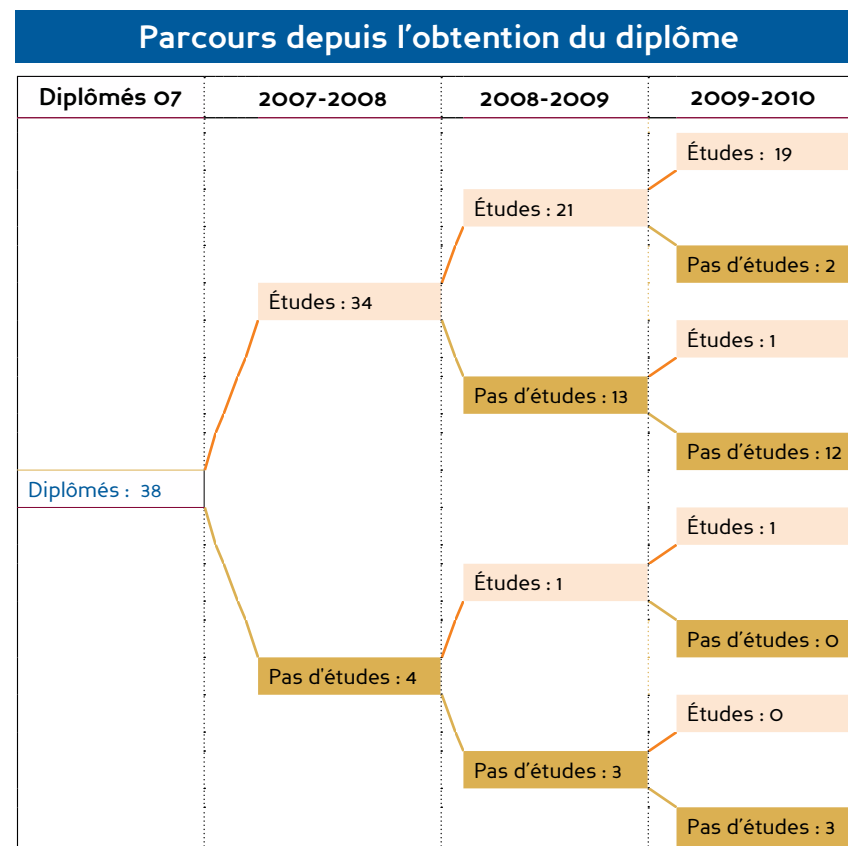 Parcours depuis l'obtention du diplôme
Diplômés 07 2007-2008 2008-2009 2009-2010
Études : 19
Études : 21
Pas d'études : 2
Études : 34
Études : 1
Pas d'études : 13
Pas d'études : 12
Diplômés : 38
Études : 1
Études : 1
Pas d'études : 0
Pas d'études : 4
Études : 0
Pas d'études : 3
Pas d'études : 3